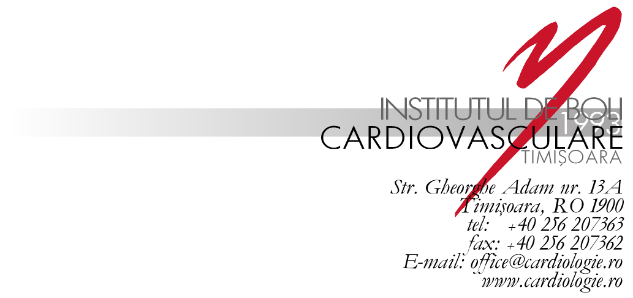 INSTITUTUL DE BOLI
1993
CARDIOVASCULARE
TIMIȘOARA
Str. Gheorghe Adam nr. 13A
Timișoara, RO 1900
tel: +40 256 207363
fax: +40 256 207362
E-mail: office@cardiologie.ro
www.cardiologie.ro